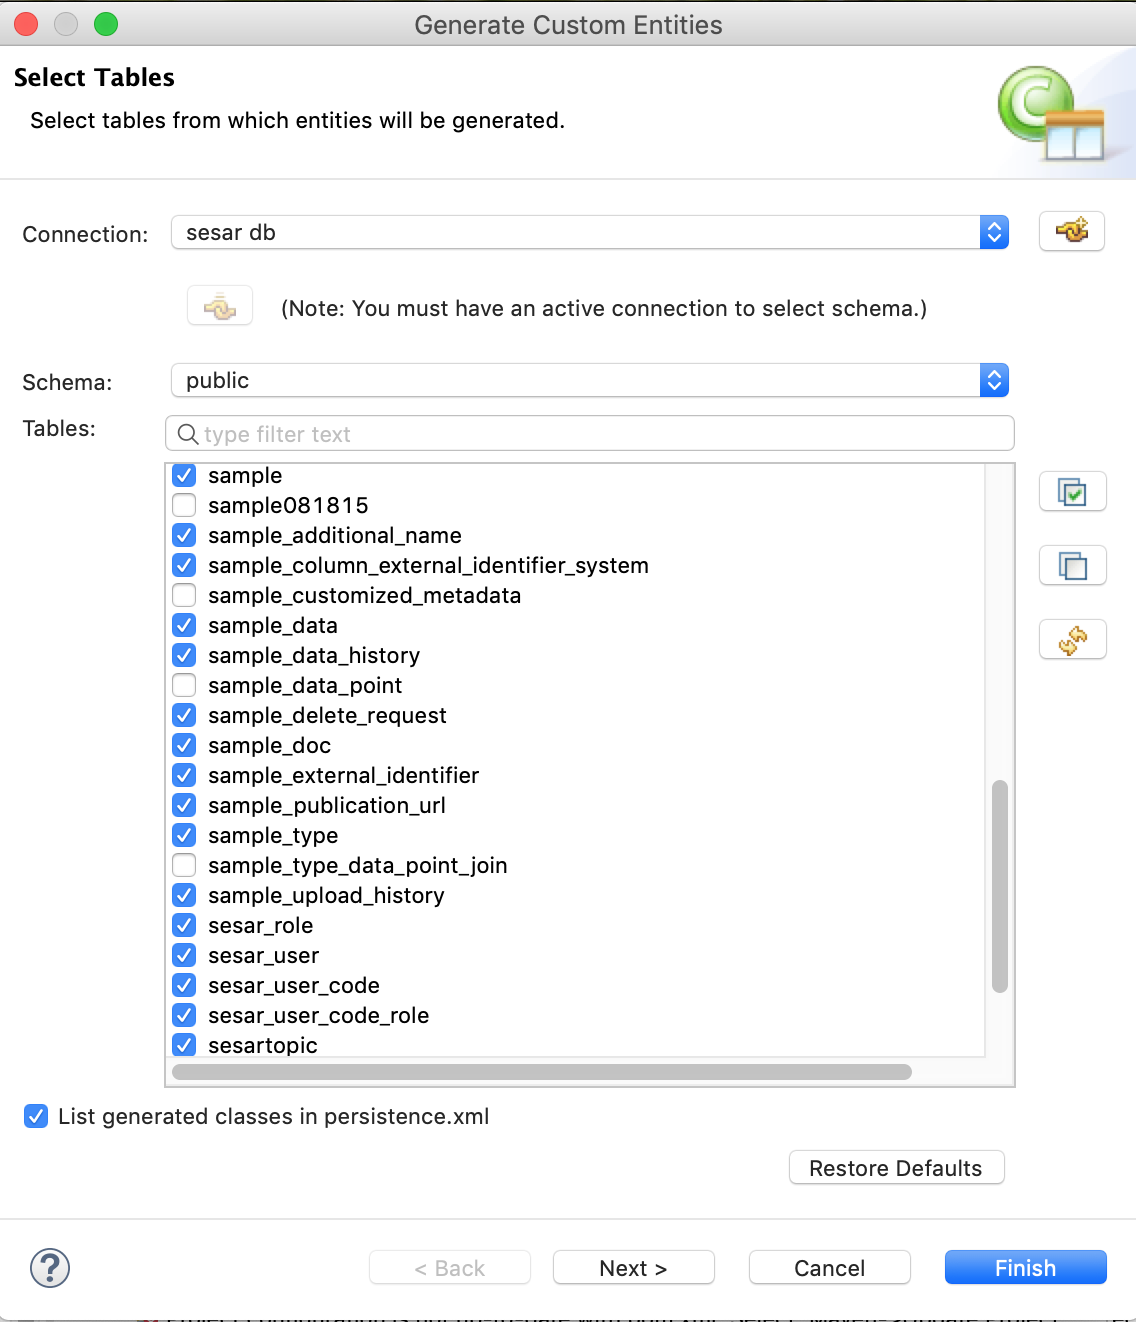 Generate Custom Entities
Select Tables
Select tables from which entities will be generated.
Connection: sesar db
(Note: You must have an active connection to select schema.)
Schema: public
Tables: type filter text
sample
sample081815
sample_additional_name
sample_column_external_identifier_system
sample_customized_metadata
sample_data
sample_data_history
sample_data_point
sample_delete_request
sample_doc
sample_external_identifier
sample_publication_url
sample_type
sample_type_data_point_join
sample_upload_history
sesar_role
sesar_user
sesar_user_code
sesar_user_code_role
sesartopic
List generated classes in persistence.xml
Restore Defaults
? < Back Next > Cancel Finish